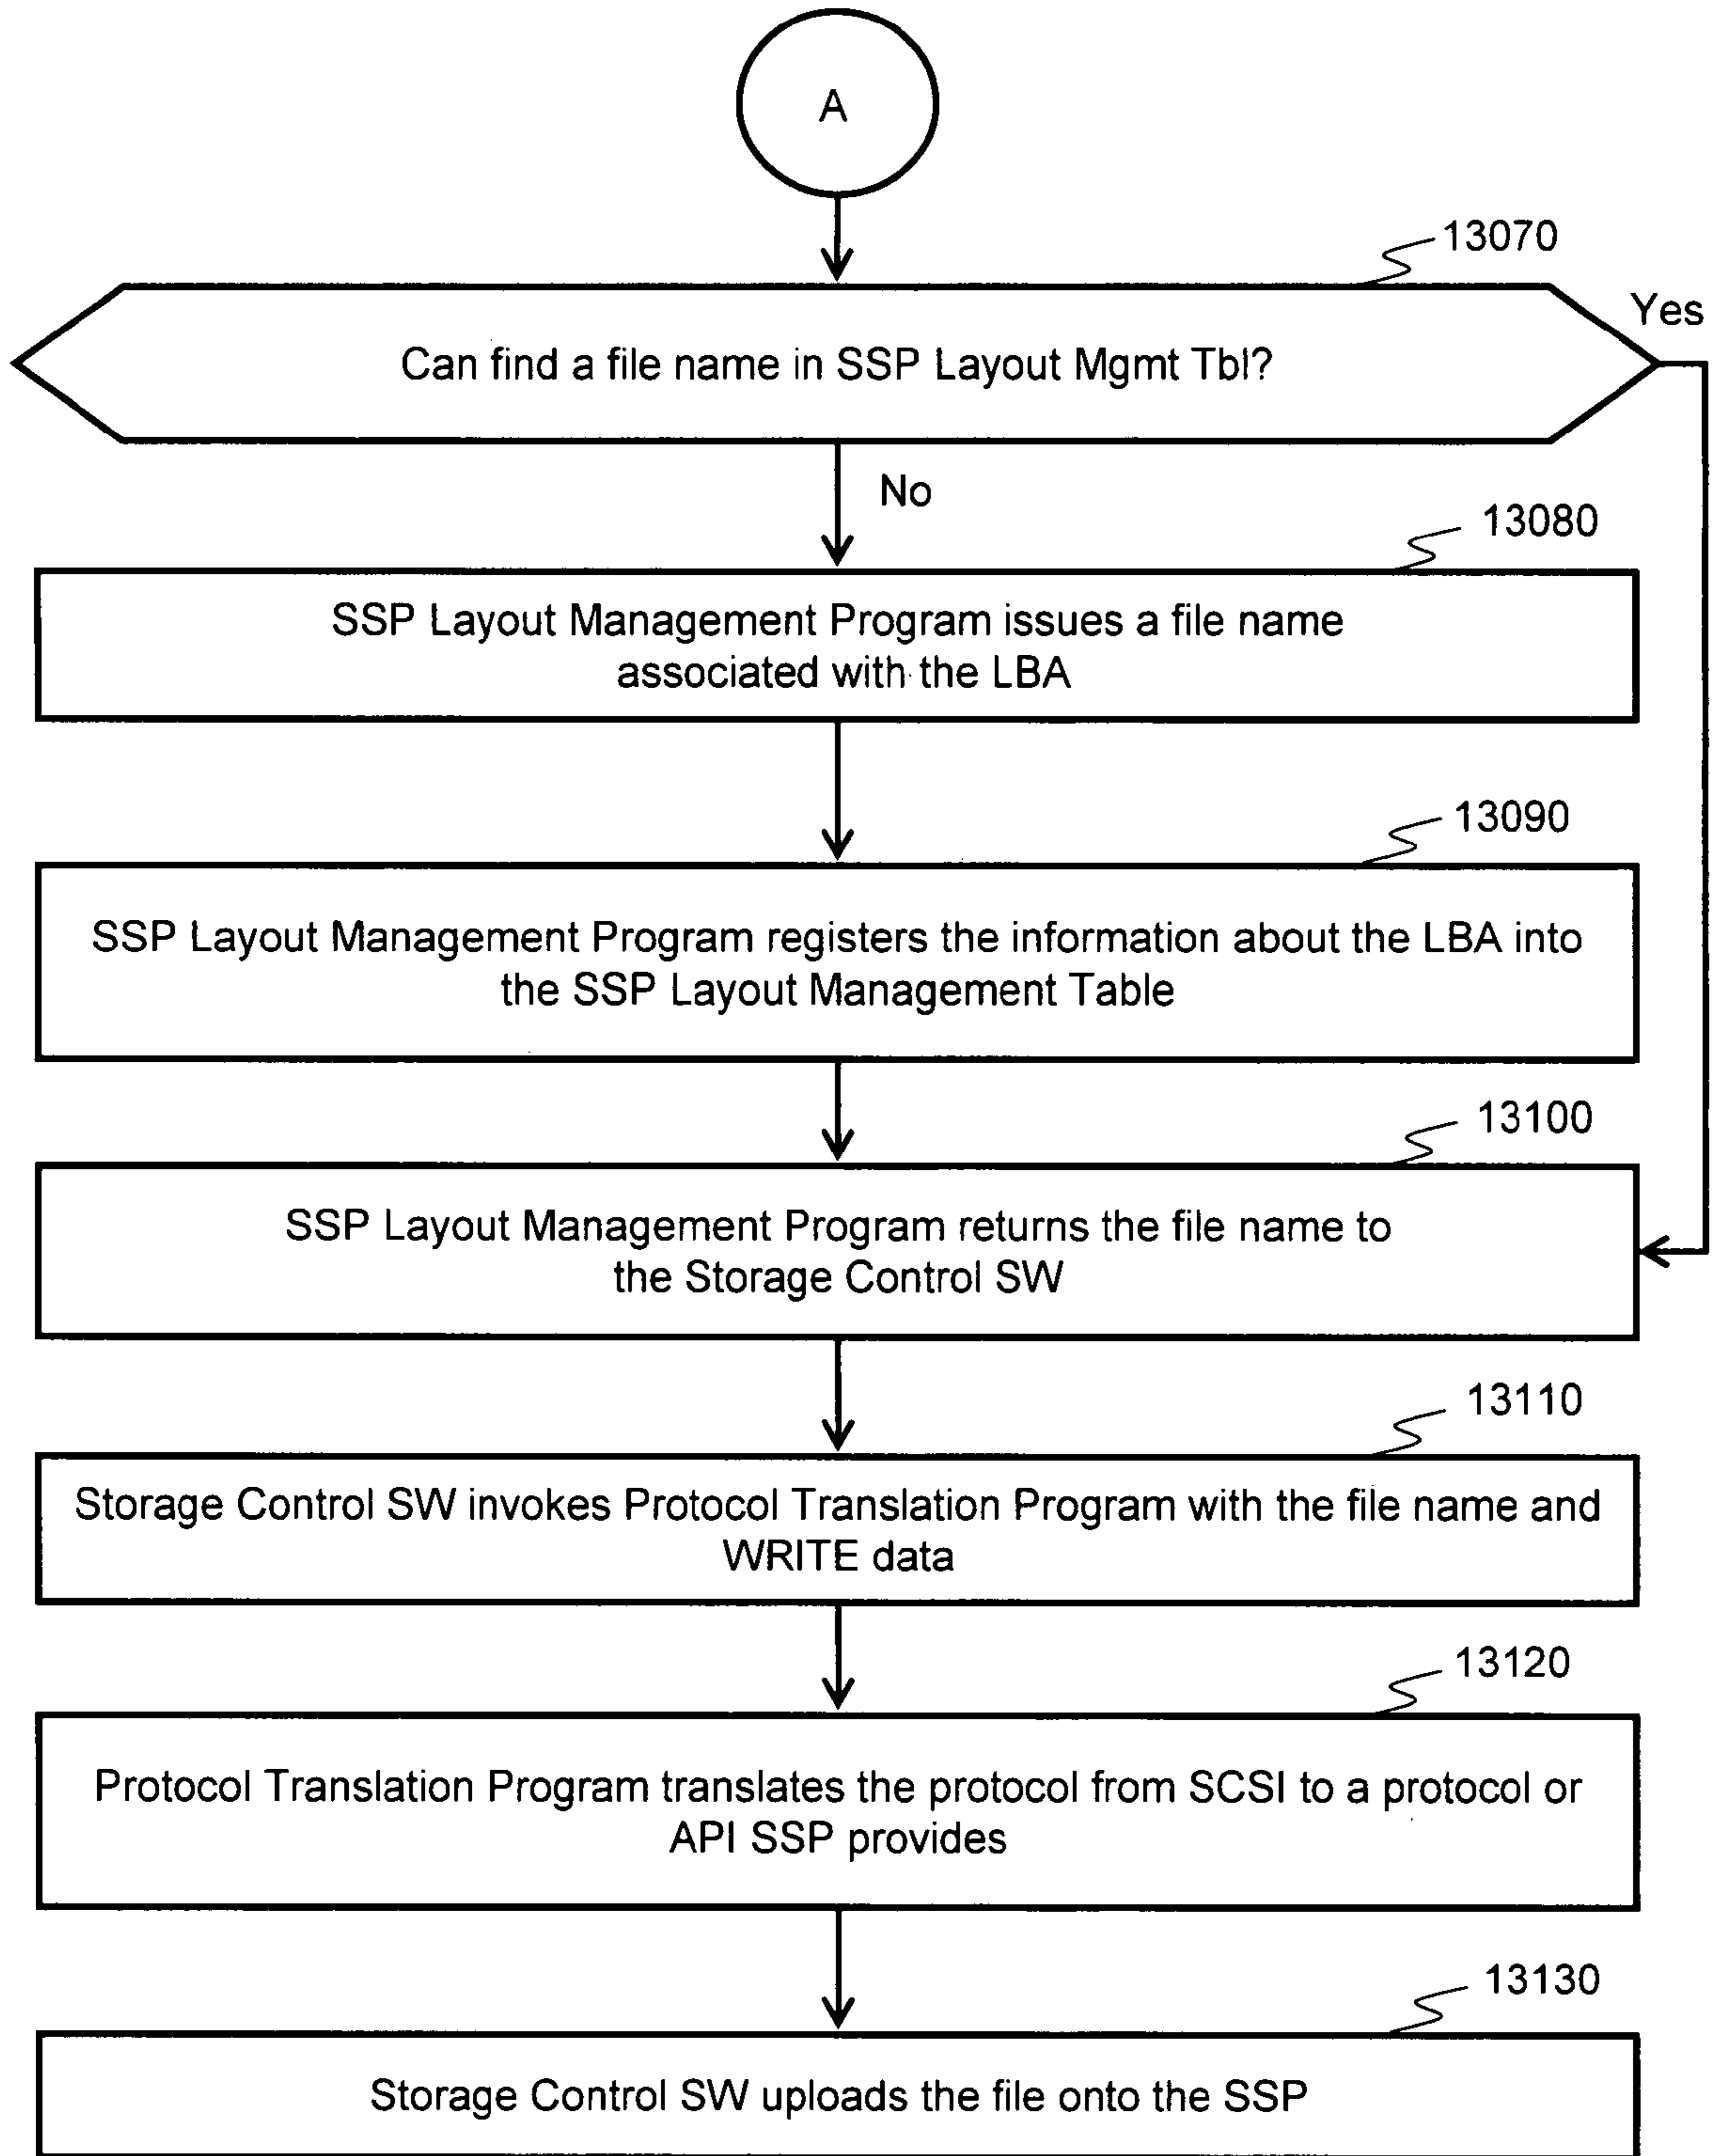 A
13070
Yes
Can find a file name in SSP Layout Mgmt Tbl?
No
13080
SSP Layout Management Program issues a file name
associated with the LBA
13090
SSP Layout Management Program registers the information about the LBA into
the SSP Layout Management Table
13100
SSP Layout Management Program returns the file name to
the Storage Control SW
13110
Storage Control SW invokes Protocol Translation Program with the file name and
WRITE data
13120
Protocol Translation Program translates the protocol from SCSI to a protocol or
API SSP provides
13130
Storage Control SW uploads the file onto the SSP